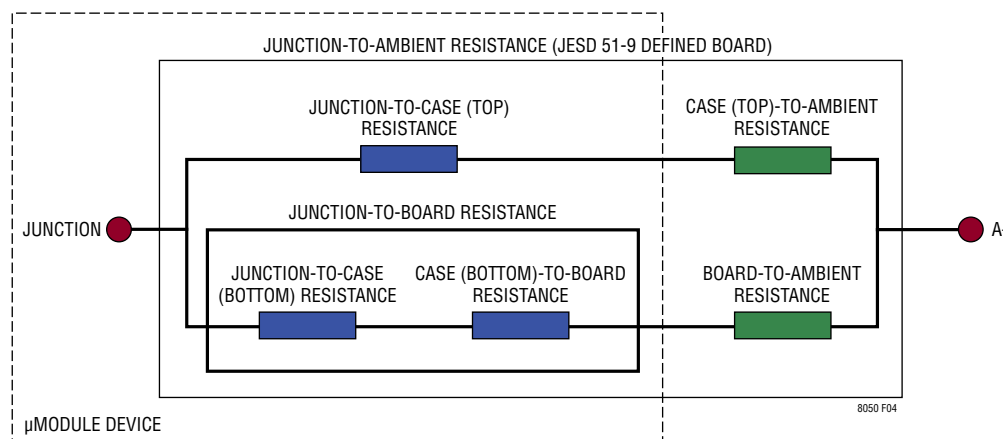 JUNCTION-TO-AMBIENT RESISTANCE (JESD 51-9 DEFINED BOARD)
JUNCTION-TO-CASE (TOP)
RESISTANCE
CASE (TOP)-TO-AMBIENT
RESISTANCE
JUNCTION-TO-BOARD RESISTANCE
JUNCTION
JUNCTION-TO-CASE
(BOTTOM) RESISTANCE
CASE (BOTTOM)-TO-BOARD
RESISTANCE
BOARD-TO-AMBIENT
RESISTANCE
8050 F04
µMODULE DEVICE